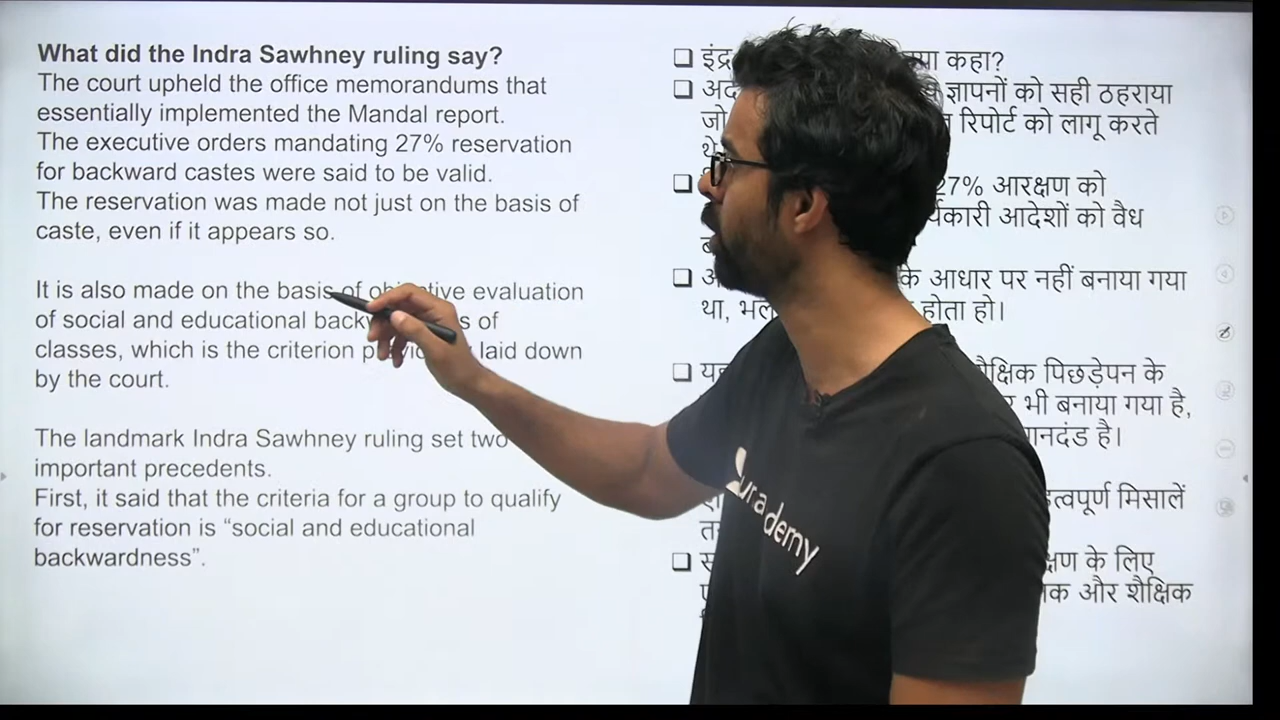 What did the Indra Sawhney ruling say?
The court upheld the office memorandums that
essentially implemented the Mandal report.
The executive orders mandating 27% reservation
for backward castes were said to be valid.
The reservation was made not just on the basis of
caste, even if it appears so.
It is also made on the basis of evaluation
of social and educational of
classes, which is the criterion laid down
by the court.
The landmark Indra Sawhney ruling set two
important precedents.
First, it said that the criteria for a group to qualify
for reservation is “social and educational
backwardness”.
कहा?
ज्ञापनों को सही ठहराया
जो रिपोर्ट को लागू करते
थे
27% आरक्षण को
आदेशों को वैध
के आधार पर नहीं बनाया गया
था, होता हो।
पिछड़ेपन के
भी बनाया गया है,
है।
मिसालें
के लिए
और शैक्षिक